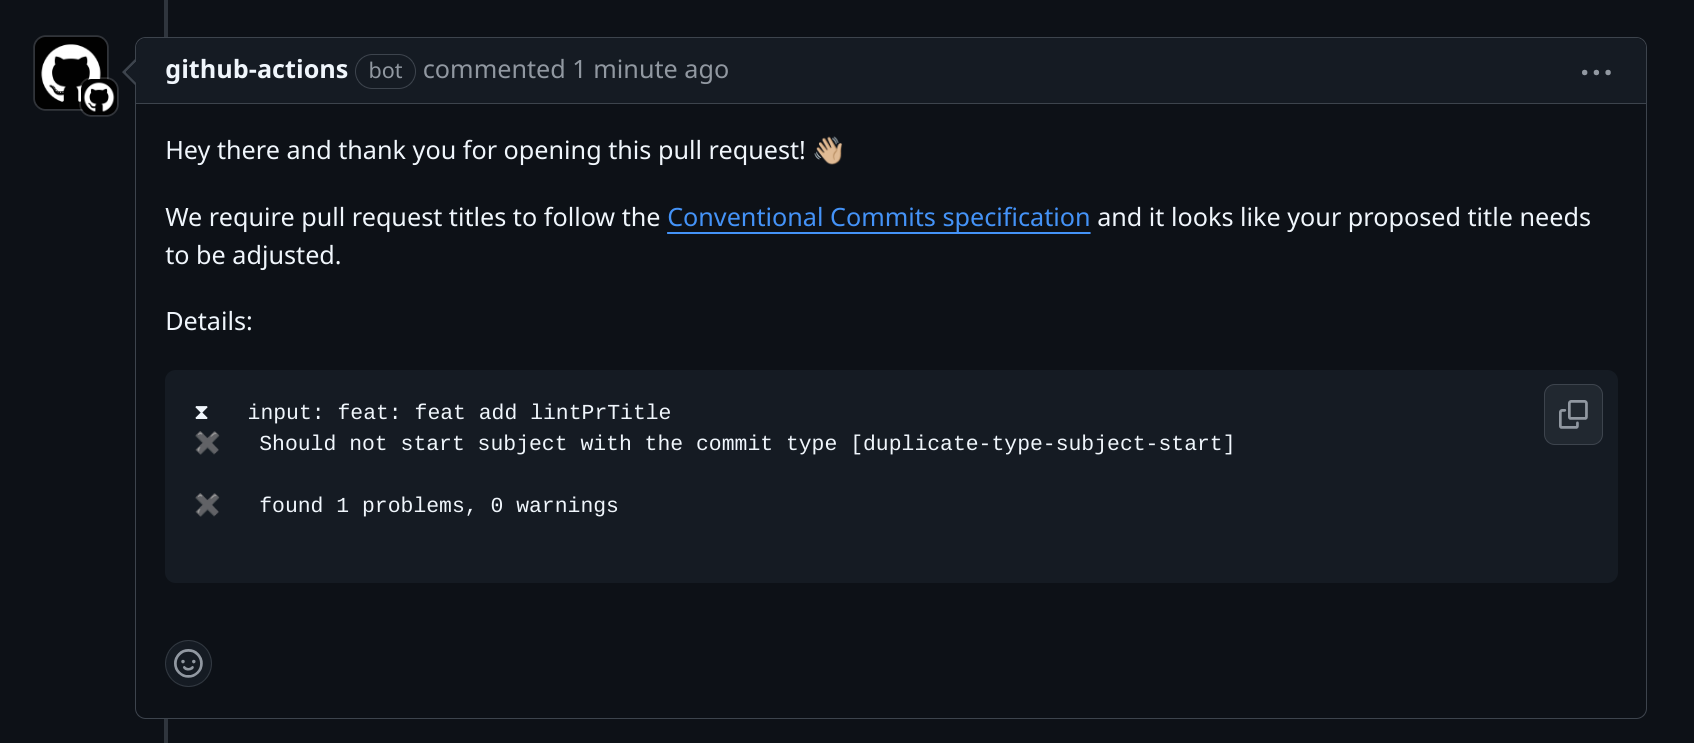 github-actions bot commented 1 minute ago
Hey there and thank you for opening this pull request! 👋🏼
We require pull request titles to follow the Conventional Commits specification and it looks like your proposed title needs
to be adjusted.
Details:
⧗ input: feat: feat add lintPrTitle
✖ Should not start subject with the commit type [duplicate-type-subject-start]
✖ found 1 problems, 0 warnings